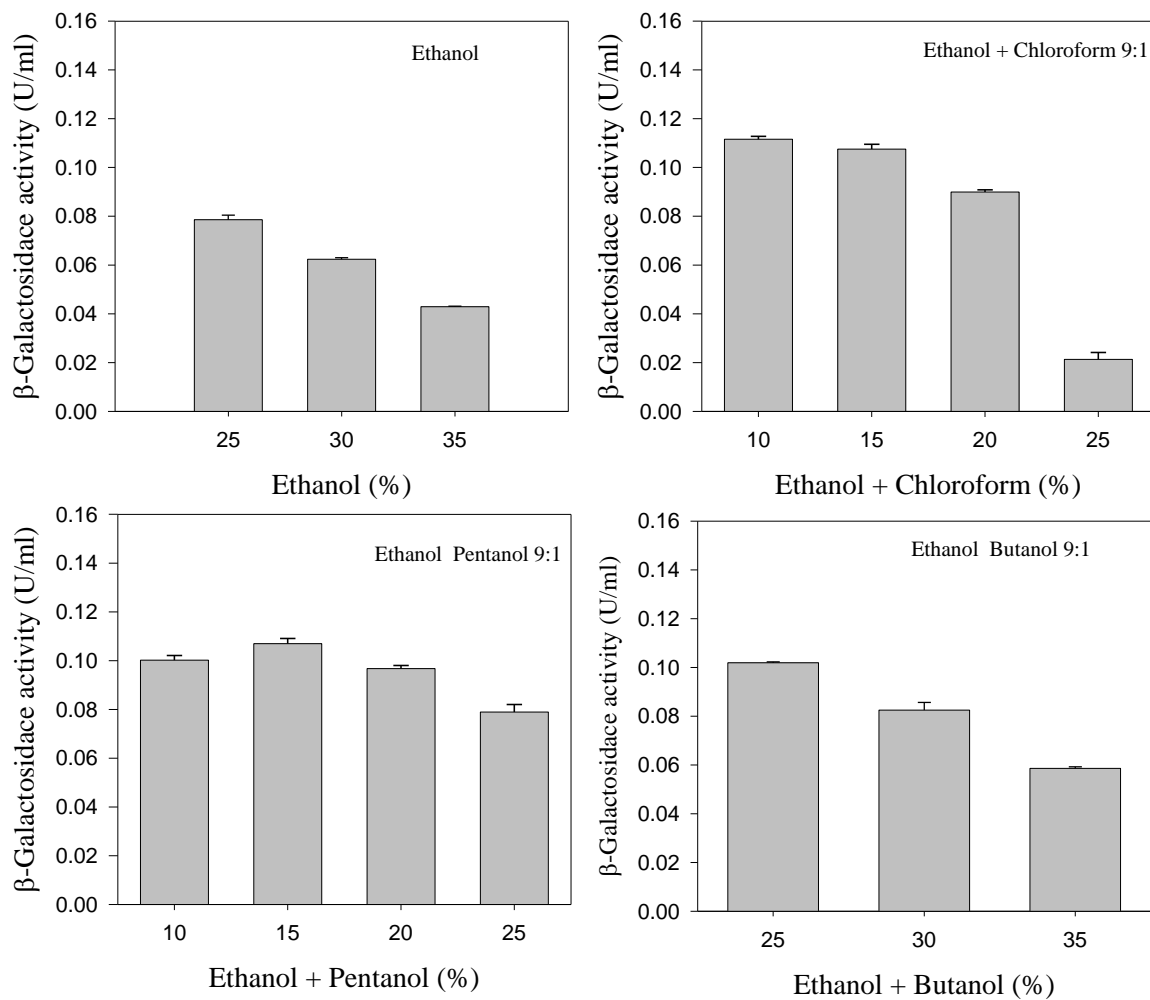 β-Galactosidace activity (U/ml)
0.16
0.14
0.12
0.10
0.08
0.06
0.04
0.02
0.00
Ethanol
25 30 35
Ethanol (%)
β-Galactosidace activity (U/ml)
0.16
0.14
0.12
0.10
0.08
0.06
0.04
0.02
0.00
Ethanol + Chloroform 9:1
10 15 20 25
Ethanol + Chloroform (%)
β-Galactosidace activity (U/ml)
0.16
0.14
0.12
0.10
0.08
0.06
0.04
0.02
0.00
Ethanol Pentanol 9:1
10 15 20 25
Ethanol + Pentanol (%)
β-Galactosidace activity (U/ml)
0.16
0.14
0.12
0.10
0.08
0.06
0.04
0.02
0.00
Ethanol Butanol 9:1
25 30 35
Ethanol + Butanol (%)